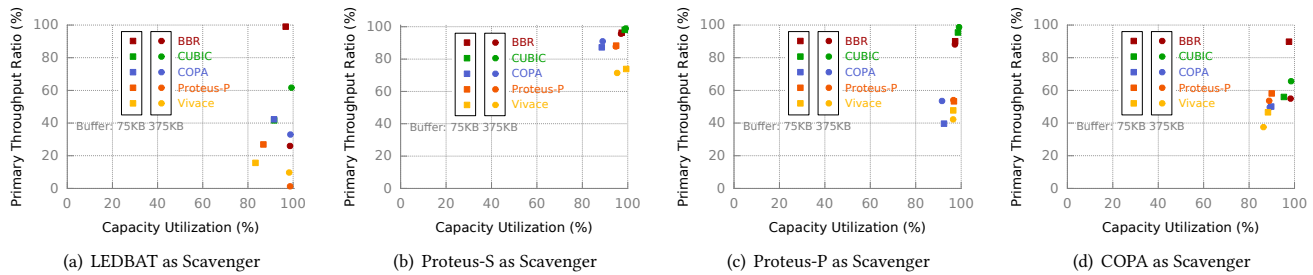 Primary Throughput Ratio (%)
100
80
60
40
20
0
0 20 40 60 80 100
BBR
CUBIC
COPA
Proteus-P
Vivace
Buffer: 75KB 375KB
Capacity Utilization (%)
(a) LEDBAT as Scavenger
Primary Throughput Ratio (%)
100
80
60
40
20
0
0 20 40 60 80 100
BBR
CUBIC
COPA
Proteus-P
Vivace
Buffer: 75KB 375KB
Capacity Utilization (%)
(b) Proteus-S as Scavenger
Primary Throughput Ratio (%)
100
80
60
40
20
0
0 20 40 60 80 100
BBR
CUBIC
COPA
Proteus-P
Vivace
Buffer: 75KB 375KB
Capacity Utilization (%)
(c) Proteus-P as Scavenger
Primary Throughput Ratio (%)
100
80
60
40
20
0
0 20 40 60 80 100
BBR
CUBIC
COPA
Proteus-P
Vivace
Buffer: 75KB 375KB
Capacity Utilization (%)
(d) COPA as Scavenger